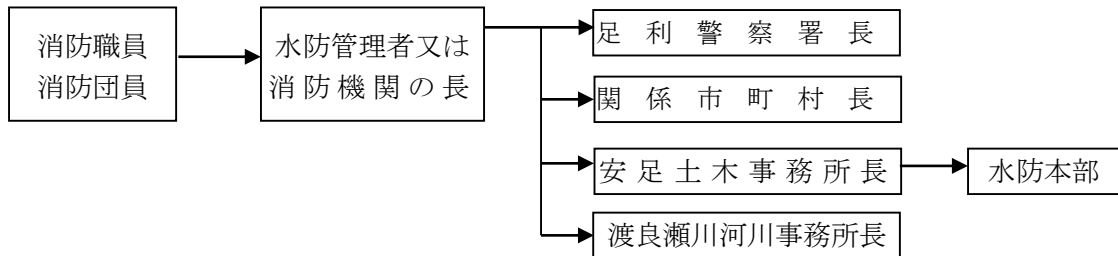 消防職員
消防団員
水防管理者又は
消防機関の長
足利警察署長
関係市町村長
安足土木事務所長
水防本部
渡良瀬川河川事務所長